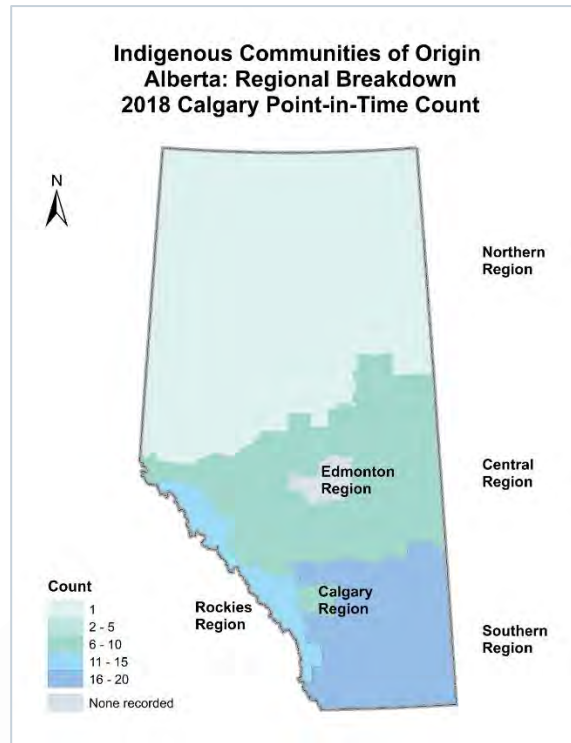 Indigenous Communities of Origin
Alberta: Regional Breakdown
2018 Calgary Point-in-Time Count
N
Northern
Region
Edmonton
Region
Central
Region
Calgary
Region
Rockies
Region
Southern
Region
Count
1
2 - 5
6 - 10
11 - 15
16 - 20
None recorded